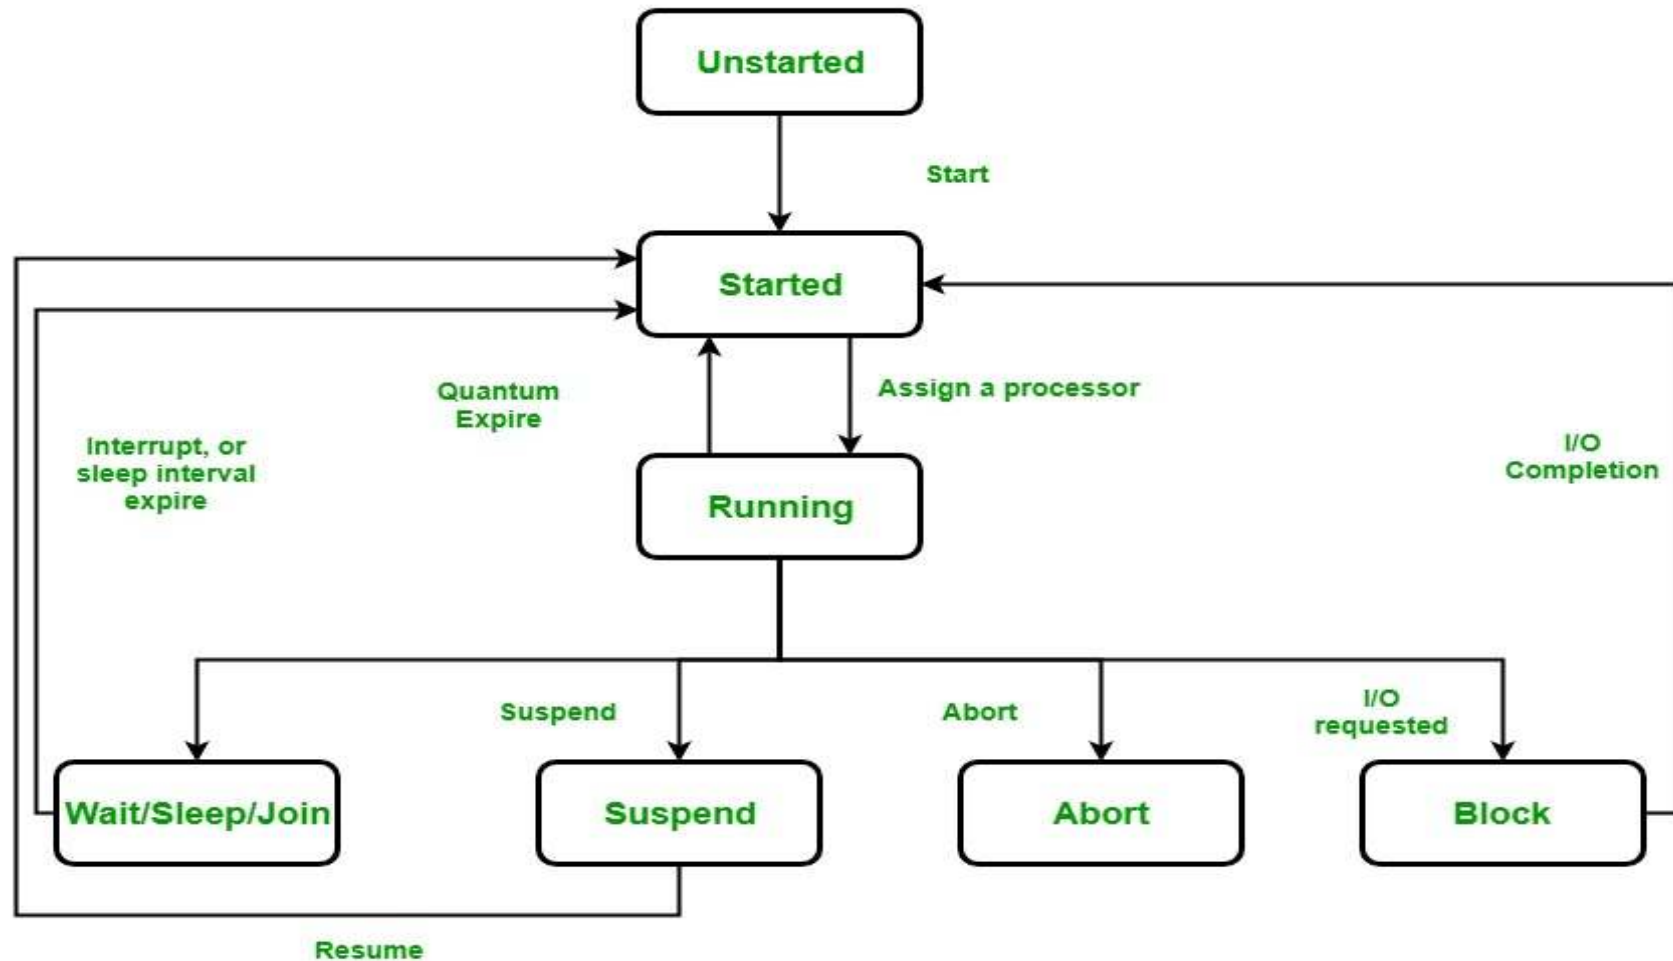 Unstarted
Start
Started
Quantum
Expire
Assign a processor
Interrupt, or
sleep interval
expire
I/O
Completion
Running
Suspend
Abort
I/O
requested
Wait/Sleep/Join
Suspend
Abort
Block
Resume